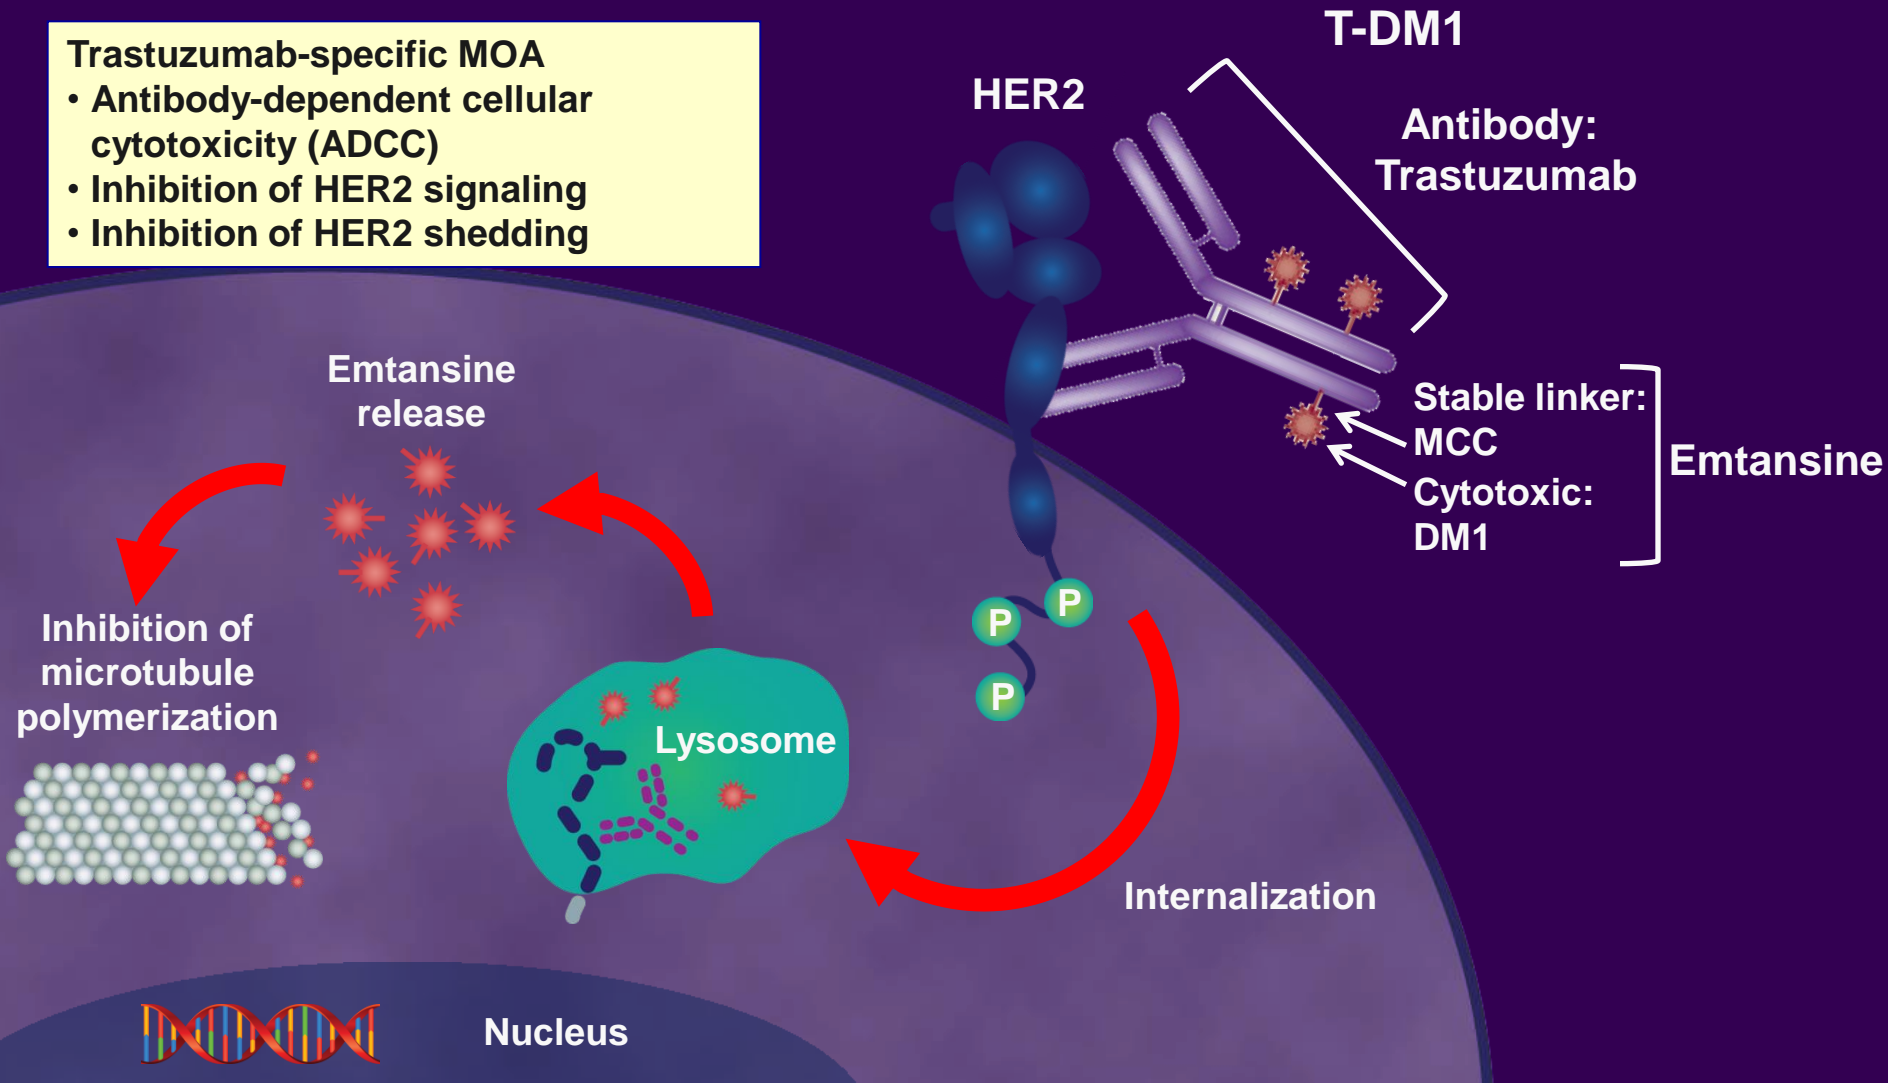 Trastuzumab-specific MOA
• Antibody-dependent cellular
cytotoxicity (ADCC)
• Inhibition of HER2 signaling
• Inhibition of HER2 shedding
T-DM1
HER2
Antibody:
Trastuzumab
Stable linker:
MCC
Cytotoxic:
DM1
Emtansine
Emtansine
release
Inhibition of
microtubule
polymerization
Lysosome
P
P
P
Internalization
Nucleus